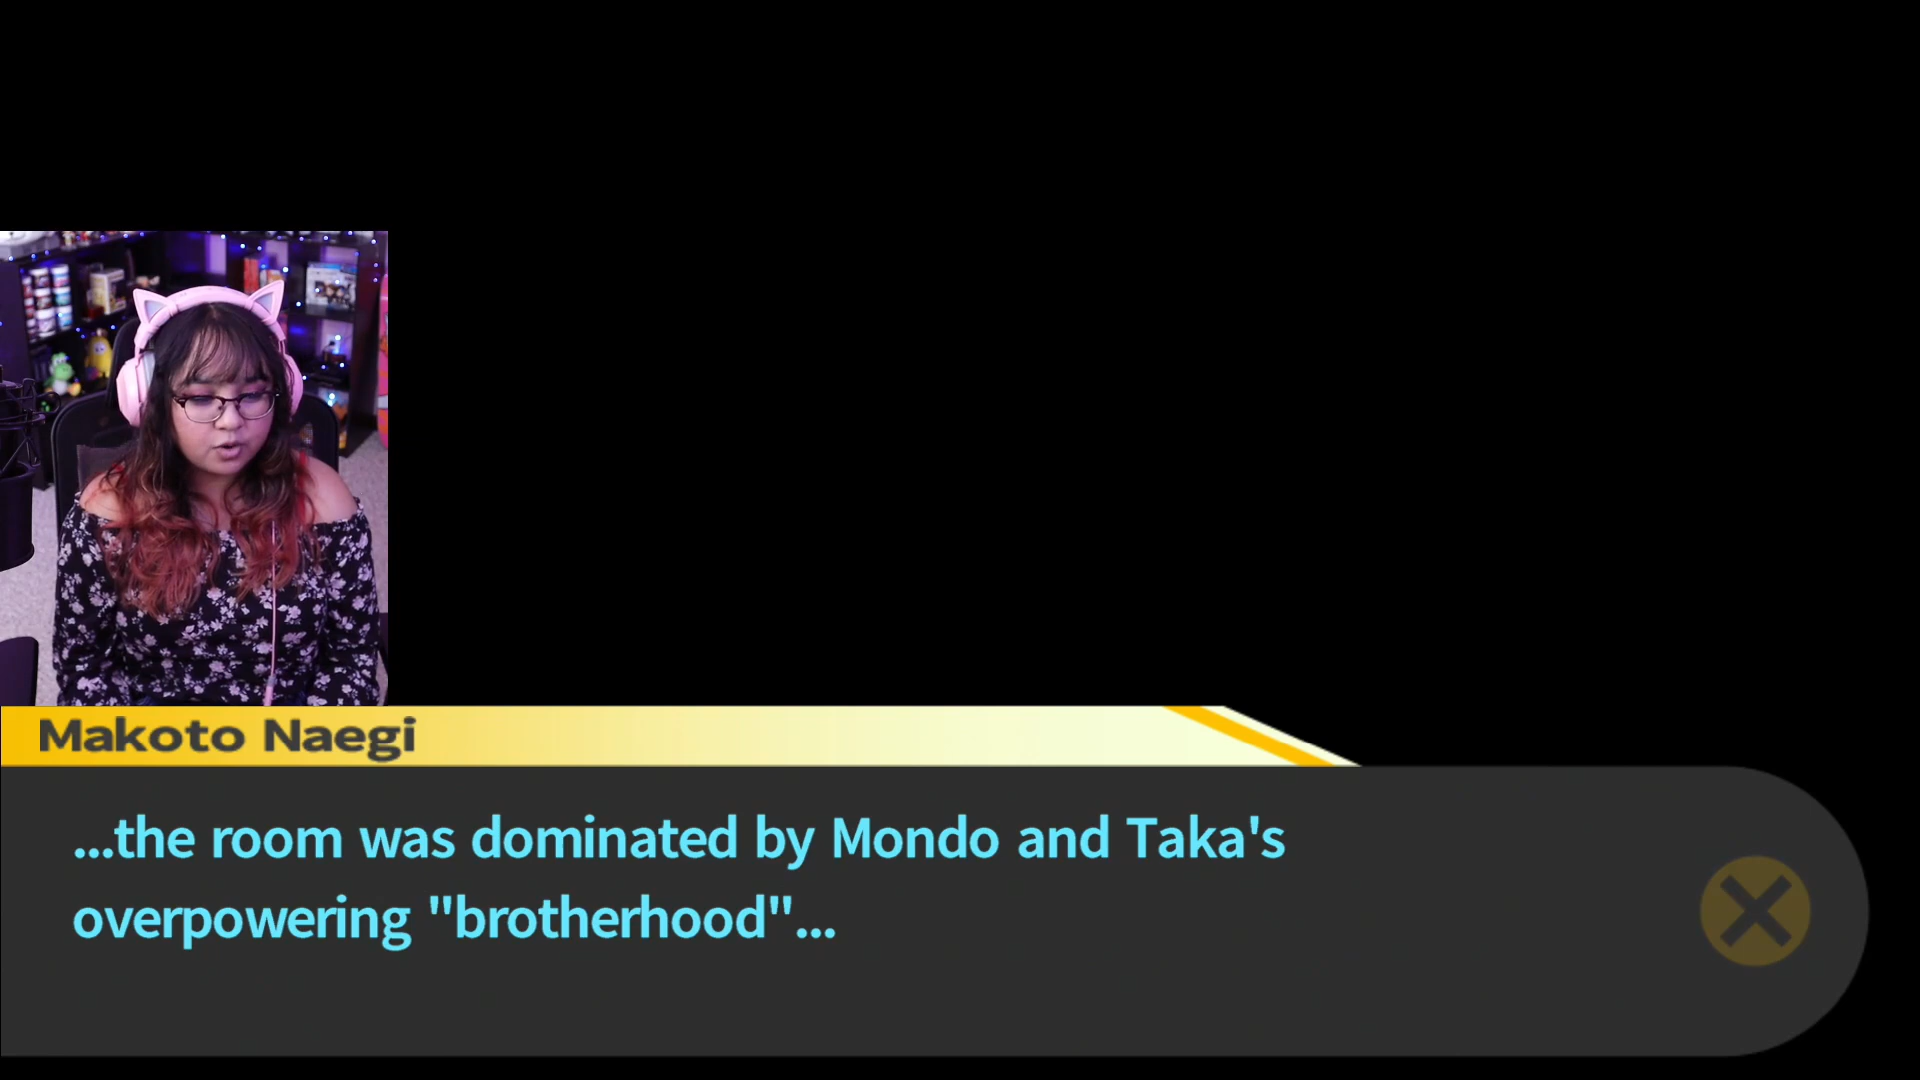 Makoto Naegi
...the room was dominated by Mondo and Taka's
overpowering "brotherhood"...